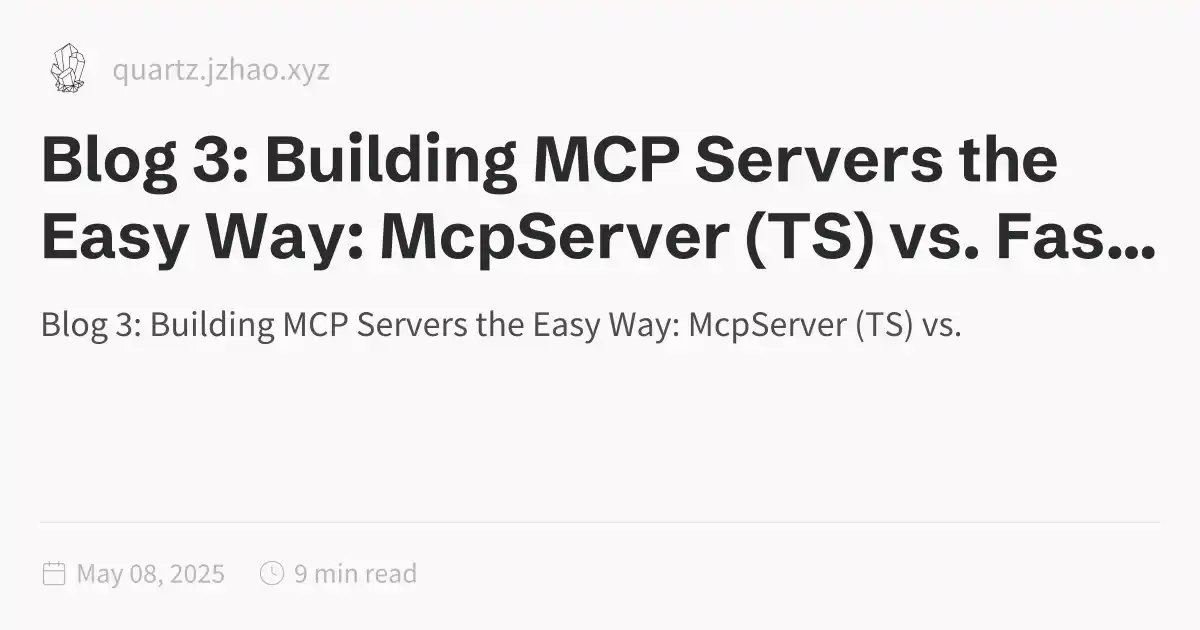 quartz.jzhao.xyz
Blog 3: Building MCP Servers the
Easy Way: McpServer (TS) vs. Fas...
Blog 3: Building MCP Servers the Easy Way: McpServer (TS) vs.
May 08, 2025 9 min read